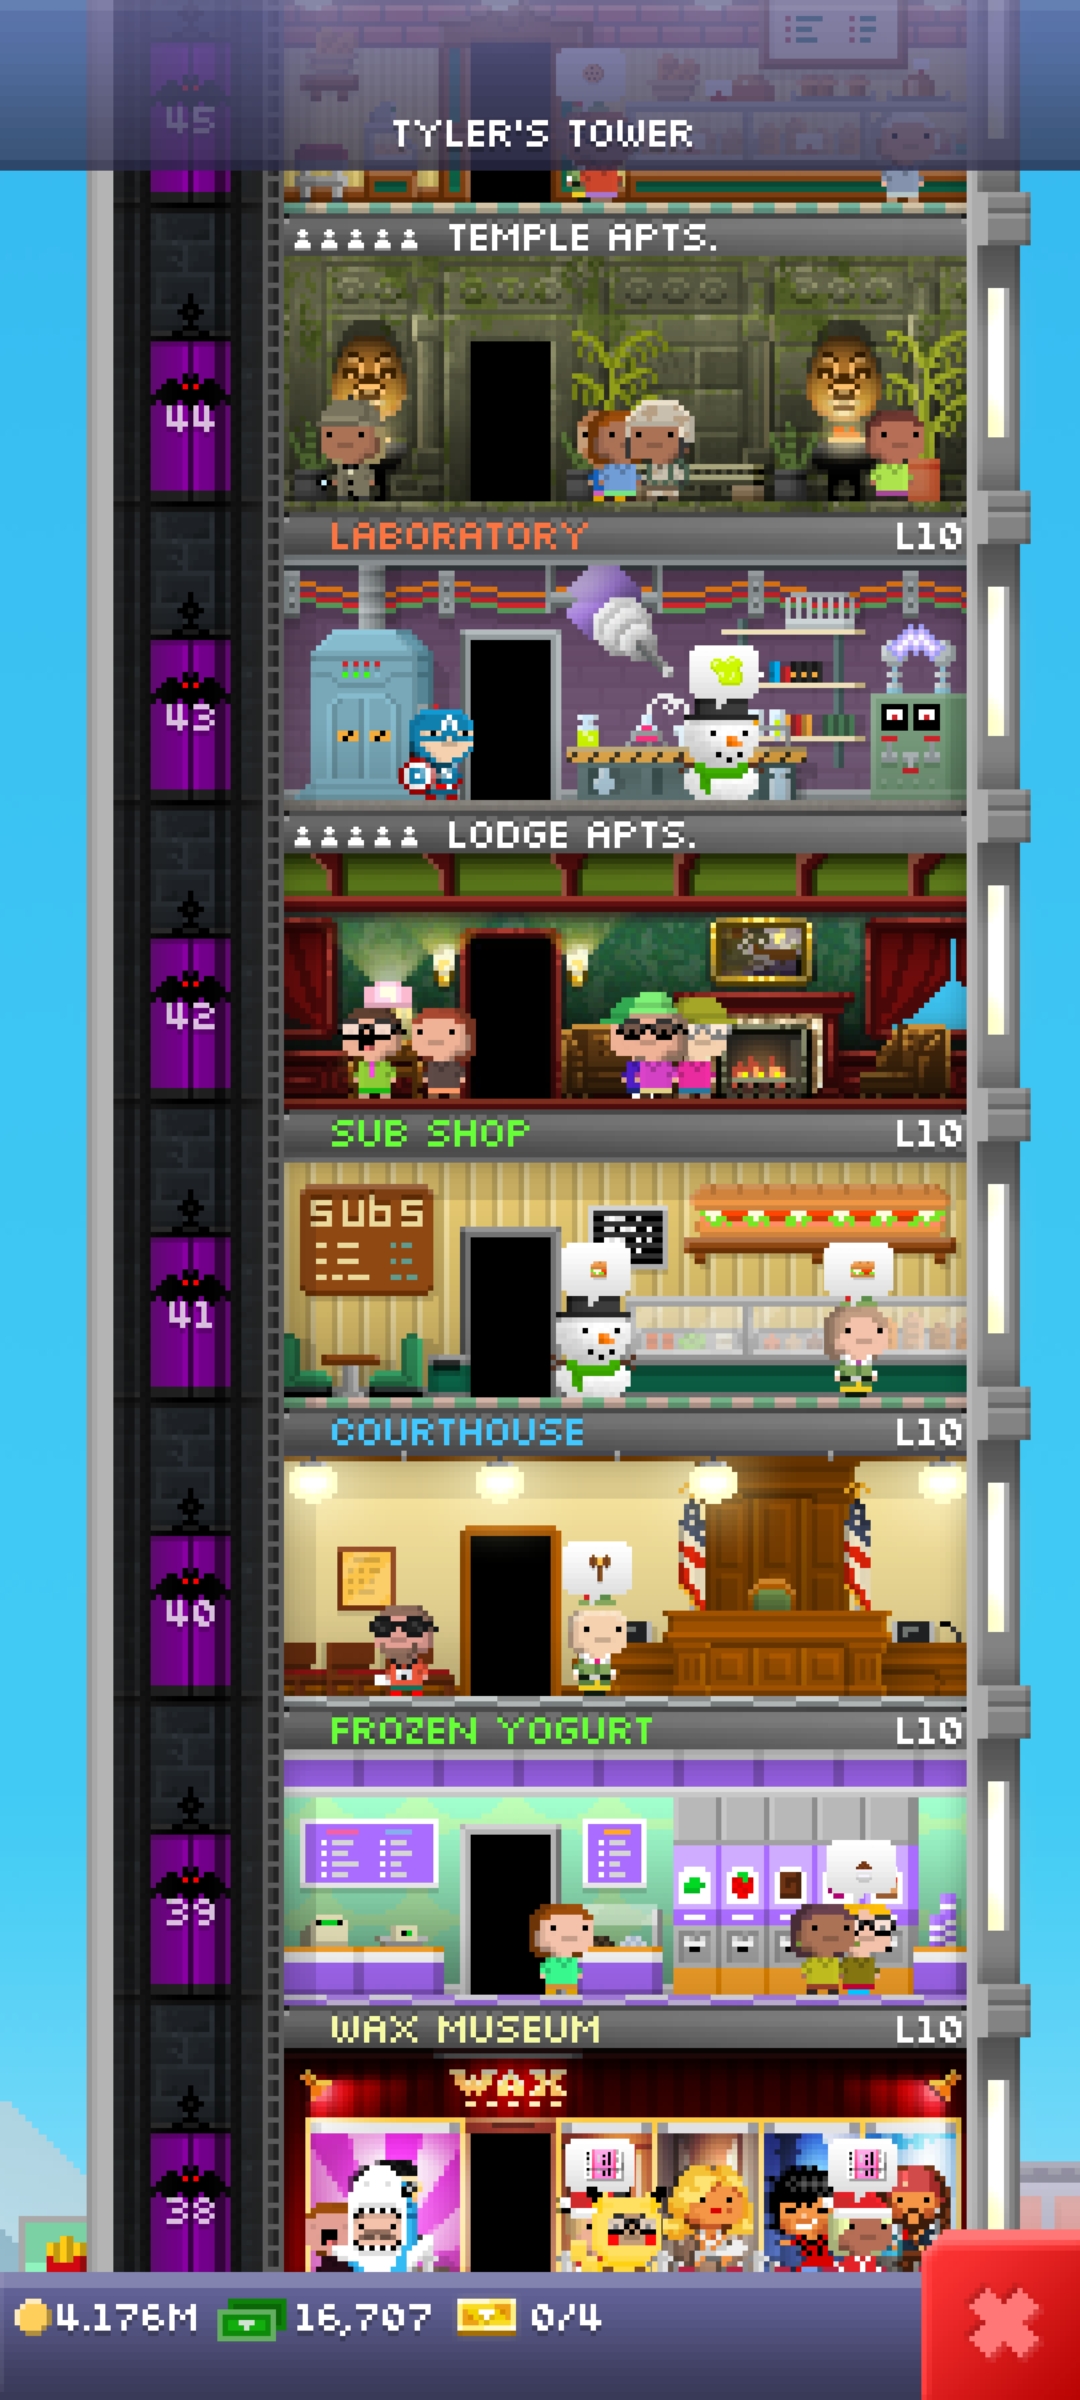 45
TYLER'S TOWER
TEMPLE APTS.
44
LABORATORY L10
43
LODGE APTS.
42
SUB SHOP L10
SUBS
41
COURTHOUSE L10
40
FROZEN YOGURT L10
39
WAX MUSEUM L10
WAX
38
4.176M 16,707 0/4